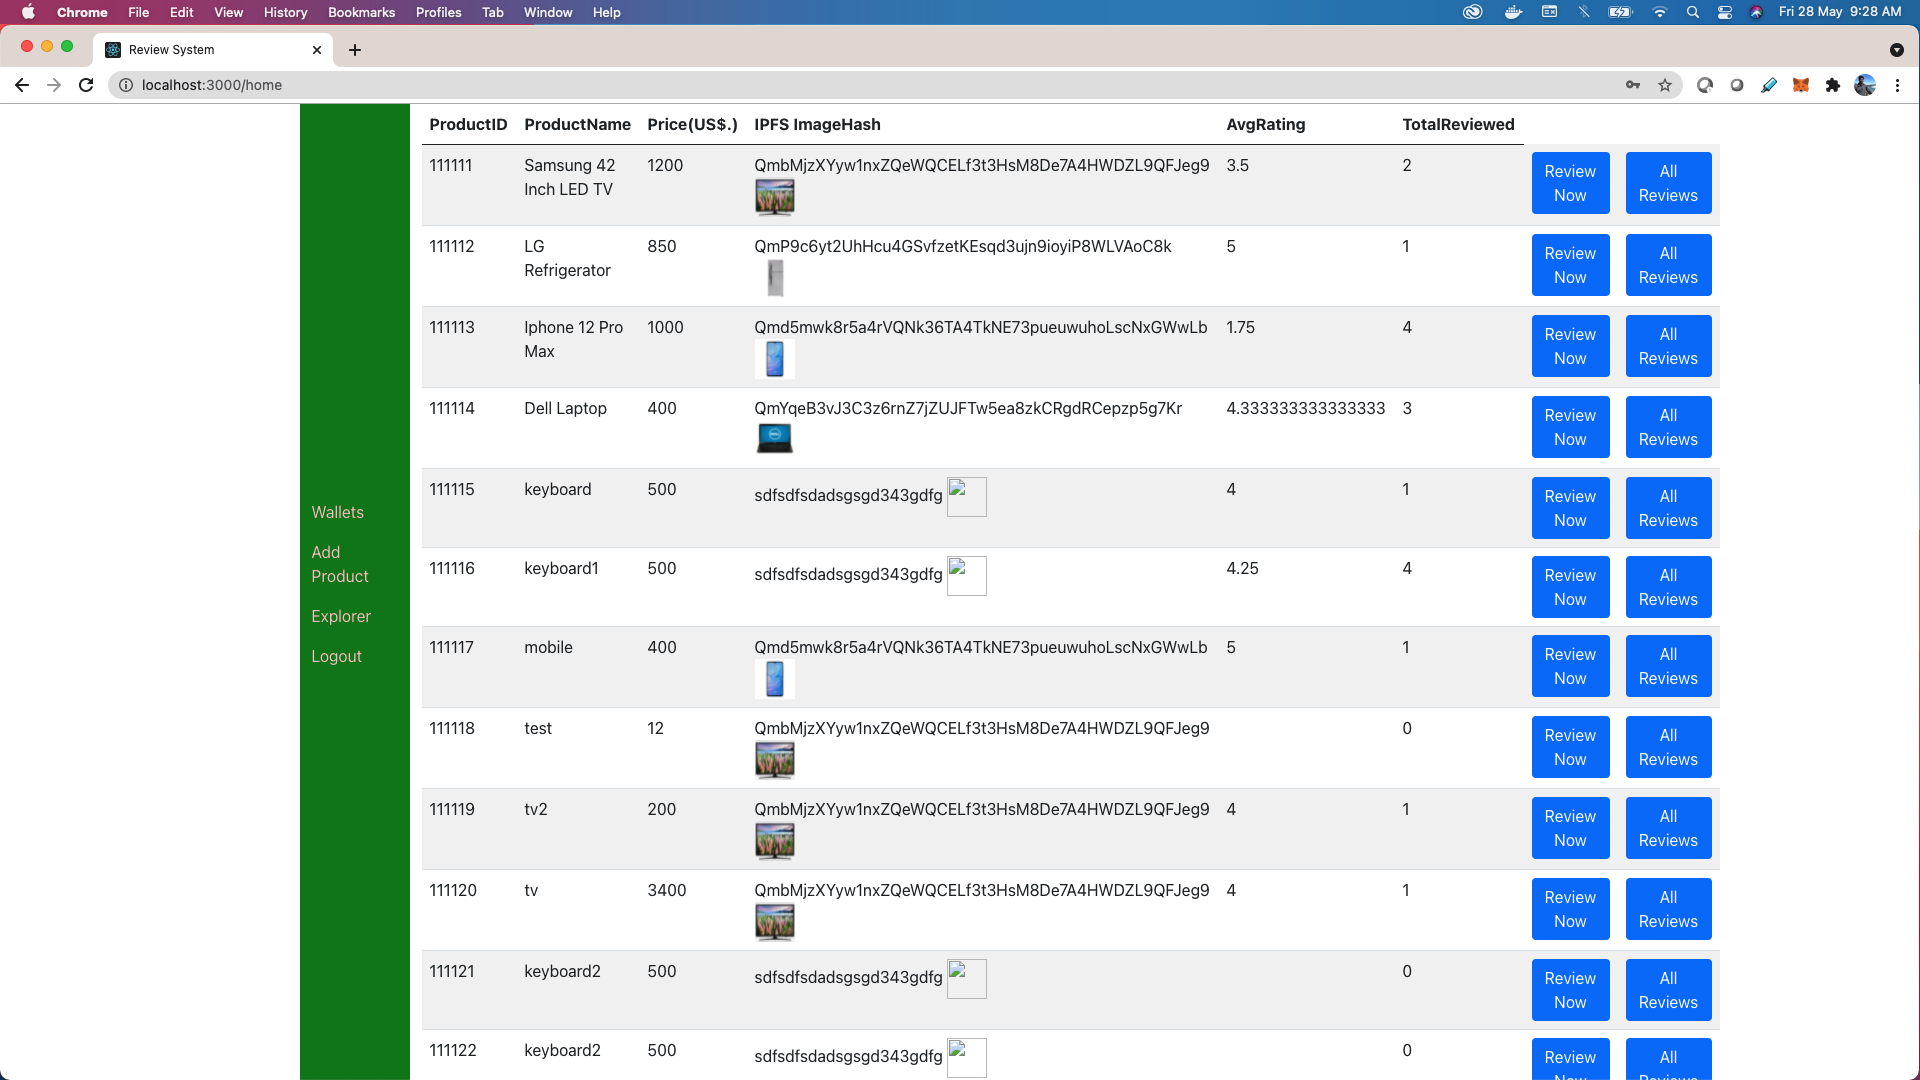 Chrome File Edit View History Bookmarks Profiles Tab Window Help Fri 28 May 9:28 AM
Review System
localhost:3000/home
ProductID ProductName Price(US$.) IPFS ImageHash AvgRating TotalReviewed
111111 Samsung 42 1200 QmbMjzXYyw1nxZQeWQCELf3t3HsM8De7A4HWDZL9QFJeg9 3.5 2 Review All
Inch LED TV Now Reviews
111112 LG 850 QmP9c6yt2UhHcu4GSvfzetKEsqd3ujn9ioyiP8WLVAoC8k 5 1 Review All
Refrigerator Now Reviews
111113 Iphone 12 Pro 1000 Qmd5mwk8r5a4rVQNk36TA4TkNE73pueuwuhoLscNxGWwLb 1.75 4 Review All
Max Now Reviews
111114 Dell Laptop 400 QmYqeB3vJ3C3z6rnZ7jZUJFTw5ea8zkCRgdRCepzp5g7Kr 4.333333333333333 3 Review All
Now Reviews
111115 keyboard 500 sdfsdfsdadsgsgd343gdfg 4 1 Review All
Now Reviews
Wallets
Add
Product
Explorer
Logout
111116 keyboard1 500 sdfsdfsdadsgsgd343gdfg 4.25 4 Review All
Now Reviews
111117 mobile 400 Qmd5mwk8r5a4rVQNk36TA4TkNE73pueuwuhoLscNxGWwLb 5 1 Review All
Now Reviews
111118 test 12 QmbMjzXYyw1nxZQeWQCELf3t3HsM8De7A4HWDZL9QFJeg9 0 Review All
Now Reviews
111119 tv2 200 QmbMjzXYyw1nxZQeWQCELf3t3HsM8De7A4HWDZL9QFJeg9 4 1 Review All
Now Reviews
111120 tv 3400 QmbMjzXYyw1nxZQeWQCELf3t3HsM8De7A4HWDZL9QFJeg9 4 1 Review All
Now Reviews
111121 keyboard2 500 sdfsdfsdadsgsgd343gdfg 0 Review All
Now Reviews
111122 keyboard2 500 sdfsdfsdadsgsgd343gdfg 0 Review All